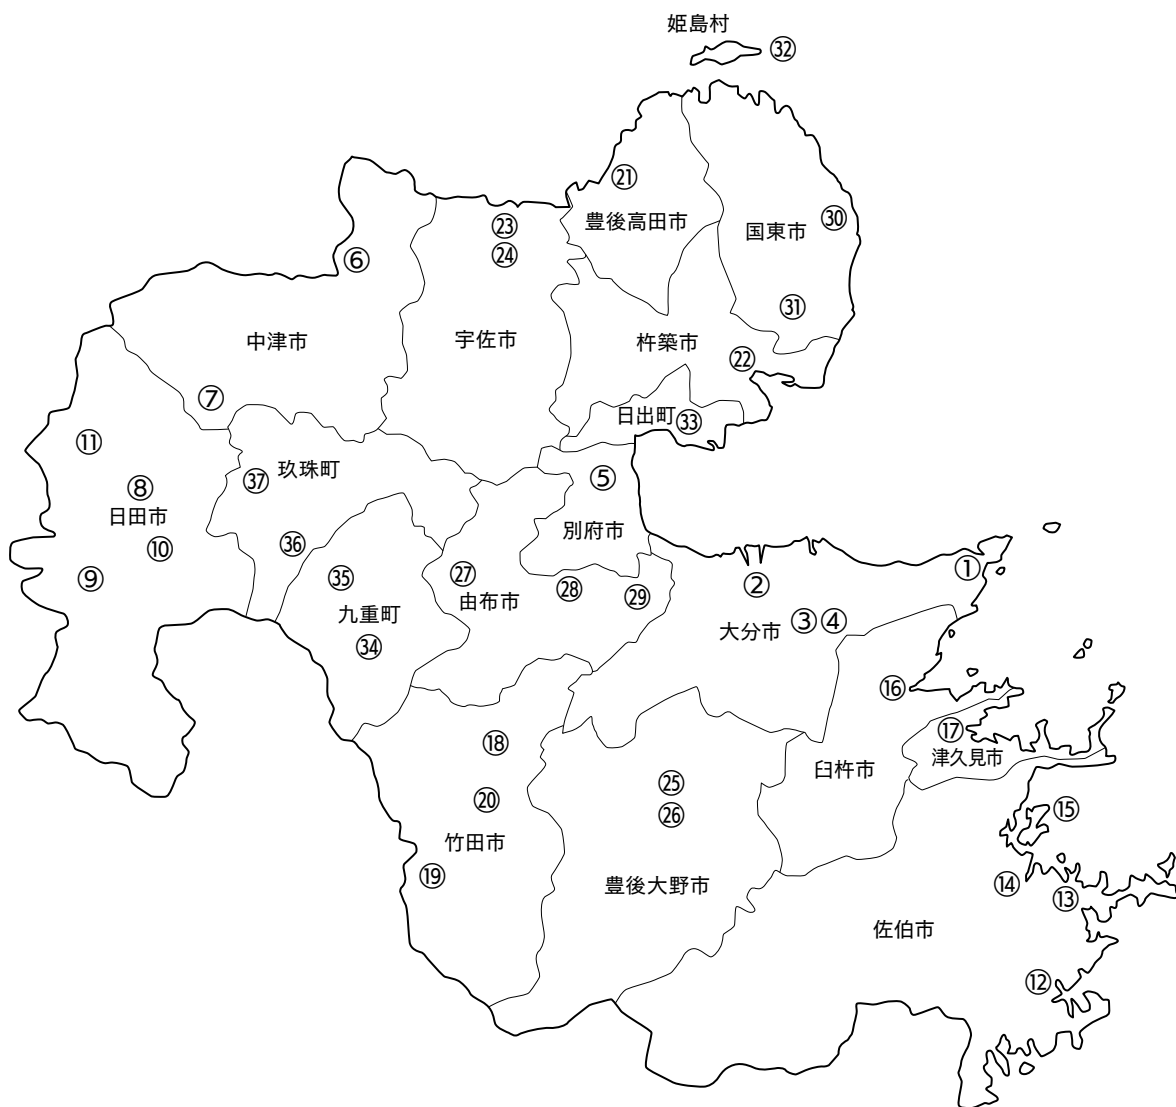 姫島村
㉜
㉑
豊後高田市
㉚
国東市
㉓
㉔
⑥
㉛
中津市
宇佐市
杵築市
㉒
⑦
日出町
㉝
⑪
玖珠町
㊲
⑤
⑧
日田市
別府市
⑩
㊱
⑨
㉟
㉗
由布市
㉘
㉙
②
①
九重町
㉞
大分市
③
④
⑯
⑱
⑰
津久見市
臼杵市
㉕
㉖
⑳
竹田市
⑮
⑲
豊後大野市
⑭
⑬
佐伯市
⑫